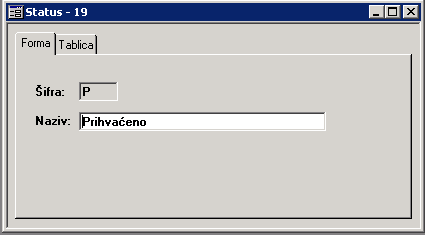 Status - 19
Forma Tablica
Šifra: P
Naziv: Prihvaćeno